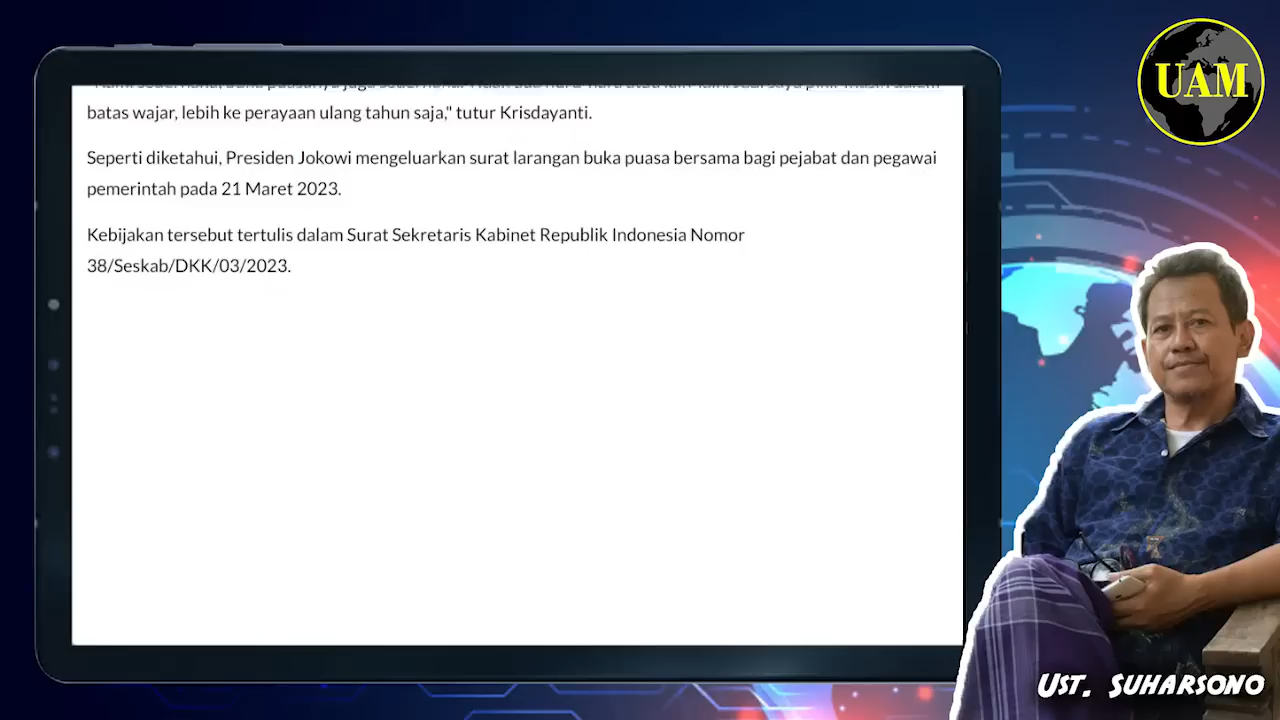 batas wajar, lebih ke perayaan ulang tahun saja," tutur Krisdayanti.
Seperti diketahui, Presiden Jokowi mengeluarkan surat larangan buka puasa bersama bagi pejabat dan pegawai
pemerintah pada 21 Maret 2023.
Kebijakan tersebut tertulis dalam Surat Sekretaris Kabinet Republik Indonesia Nomor
38/Seskab/DKK/03/2023.
UAM
UST. SUHARSONO